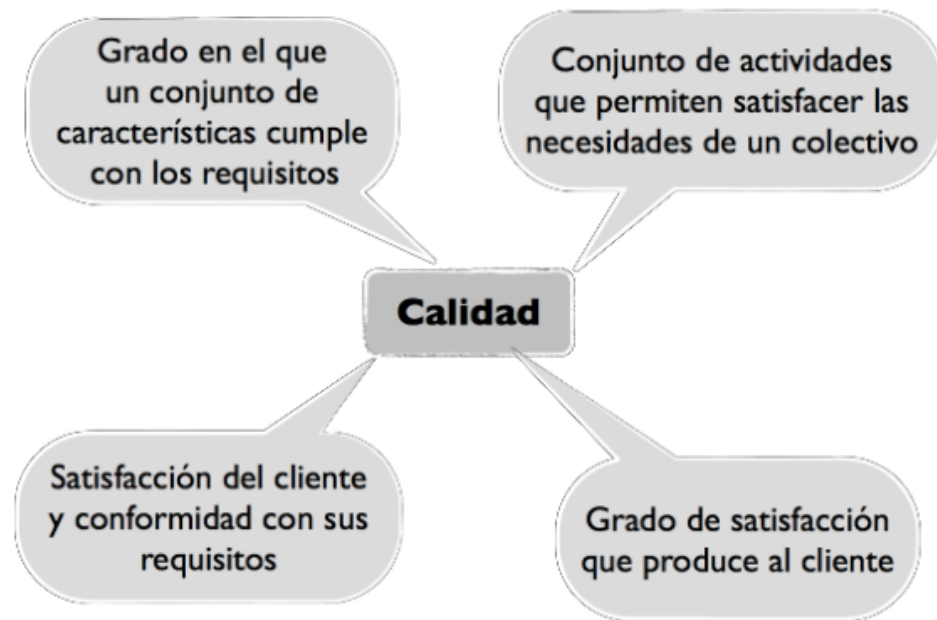 Grado en el que
un conjunto de
características cumple
con los requisitos
Conjunto de actividades
que permiten satisfacer las
necesidades de un colectivo
Calidad
Satisfacción del cliente
y conformidad con sus
requisitos
Grado de satisfacción
que produce al cliente